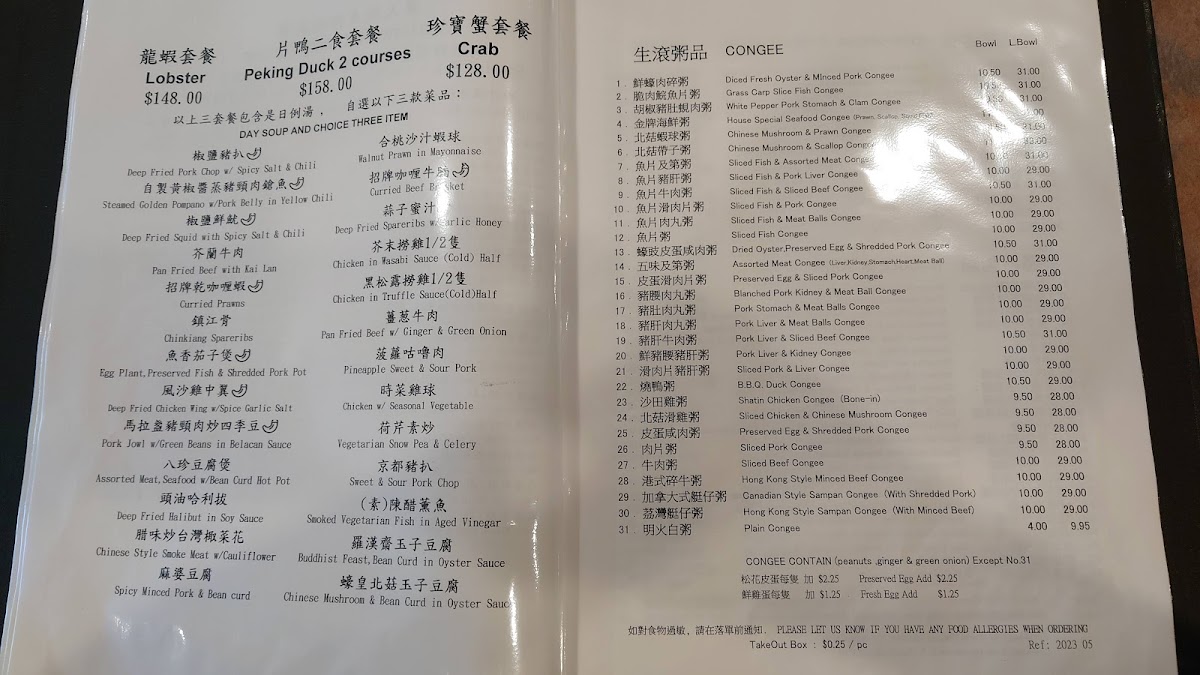 龍蝦套餐
Lobster
$148.00
片鴨二食套餐
Peking Duck 2 courses
$158.00
珍寶蟹套餐
Crab
$128.00
以上三套餐包含是日例湯， 自選以下三款菜品：
DAY SOUP AND CHOICE THREE ITEM
椒鹽豬扒
Deep Fried Pork Chop w/ Spicy Salt & Chili
自製黃椒醬蒸豬頸肉鎗魚
Steamed Golden Pompano w/Pork Belly in Yellow Chili
椒鹽鮮魷
Deep Fried Squid with Spicy Salt & Chili
芥蘭牛肉
Pan Fried Beef with Kai Lan
招牌乾咖喱蝦
Curried Prawns
鎮江骨
Chinkiang Spareribs
魚香茄子煲
Egg Plant,Preserved Fish & Shredded Pork Pot
風沙雞中翼
Deep Fried Chicken Wing w/Spice Garlic Salt
馬拉盞豬頸肉炒四季豆
Pork Jowl w/Green Beans in Belacan Sauce
八珍豆腐煲
Assorted Meat,Seafood w/Bean Curd Hot Pot
頭油哈利拔
Deep Fried Halibut in Soy Sauce
腊味炒台灣椰菜花
Chinese Style Smoke Meat w/Cauliflower
麻婆豆腐
Spicy Minced Pork & Bean curd
合桃沙汁蝦球
Walnut Prawn in Mayonnaise
招牌咖喱牛腩
Curried Beef Brisket
蒜子蜜汁
Deep Fried Spareribs w/Garlic Honey
芥末撈雞1/2隻
Chicken in Wasabi Sauce (Cold) Half
黑松露撈雞1/2隻
Chicken in Truffle Sauce(Cold)Half
薑葱牛肉
Pan Fried Beef w/ Ginger & Green Onion
菠蘿咕嚕肉
Pineapple Sweet & Sour Pork
時菜雞球
Chicken w/ Seasonal Vegetable
荷芹素炒
Vegetarian Snow Pea & Celery
京都豬扒
Sweet & Sour Pork Chop
(素)陳醋薰魚
Smoked Vegetarian Fish in Aged Vinegar
羅漢齋玉子豆腐
Buddhist Feast,Bean Curd in Oyster Sauce
蠔皇北菇玉子豆腐
Chinese Mushroom & Bean Curd in Oyster Sauce
生滾粥品 CONGEE Bowl L.Bowl
1. 鮮蠔肉碎粥 Diced Fresh Oyster & Minced Pork Congee 10.50 31.00
2. 脆肉鯇魚片粥 Grass Carp Slice Fish Congee 31.00
3. 胡椒豬肚蜆肉粥 White Pepper Pork Stomach & Clam Congee 31.00
4. 金牌海鮮粥 House Special Seafood Congee
5. 北菇蝦球粥 Chinese Mushroom & Prawn Congee
6. 北菇帶子粥 Chinese Mushroom & Scallop Congee
7. 魚片及第粥 Sliced Fish & Assorted Meat Congee 31.00
8. 魚片豬肝粥 Sliced Fish & Pork Liver Congee 10.00 29.00
9. 魚片牛肉粥 Sliced Fish & Sliced Beef Congee 10.50 31.00
10. 魚片滑肉片粥 Sliced Fish & Pork Congee 10.00 29.00
11. 魚片肉丸粥 Sliced Fish & Meat Balls Congee 10.00 29.00
12. 魚片粥 Sliced Fish Congee 10.00 29.00
13. 蠔豉皮蛋咸肉粥 Dried Oyster,Preserved Egg & Shredded Pork Congee 10.50 31.00
14. 五味及第粥 Assorted Meat Congee (Liver,Kidney,Stomach,Heart,Meat Ball) 10.00 29.00
15. 皮蛋滑肉片粥 Preserved Egg & Sliced Pork Congee 10.00 29.00
16. 豬腰肉丸粥 Blanched Pork Kidney & Meat Ball Congee 10.00 29.00
17. 豬肚肉丸粥 Pork Stomach & Meat Balls Congee 10.00 29.00
18. 豬肝肉丸粥 Pork Liver & Meat Balls Congee 10.00 29.00
19. 豬肝牛肉粥 Pork Liver & Sliced Beef Congee 10.50 31.00
20. 鮮豬腰豬肝粥 Pork Liver & Kidney Congee 10.00 29.00
21. 滑肉片豬肝粥 Sliced Pork & Liver Congee 10.00 29.00
22. 燒鴨粥 B.B.Q. Duck Congee 10.50 29.00
23. 沙田雞粥 Shatin Chicken Congee (Bone-in) 9.50 28.00
24. 北菇滑雞粥 Sliced Chicken & Chinese Mushroom Congee 9.50 28.00
25. 皮蛋咸肉粥 Preserved Egg & Shredded Pork Congee 9.50 28.00
26. 肉片粥 Sliced Pork Congee 9.50 28.00
27. 牛肉粥 Sliced Beef Congee 10.00 29.00
28. 港式碎牛粥 Hong Kong Style Minced Beef Congee 10.00 29.00
29. 加拿大式艇仔粥 Canadian Style Sampan Congee (With Shredded Pork) 10.00 29.00
30. 荔灣艇仔粥 Hong Kong Style Sampan Congee (With Minced Beef) 10.00 29.00
31. 明火白粥 Plain Congee 4.00 9.95
CONGEE CONTAIN (peanuts ,ginger & green onion) Except No.31
松花皮蛋每隻 加 $2.25 Preserved Egg Add $2.25
鮮雞蛋每隻 加 $1.25 Fresh Egg Add $1.25
如對食物過敏, 請在落單前通知. PLEASE LET US KNOW IF YOU HAVE ANY FOOD ALLERGIES WHEN ORDERING
TakeOut Box : $0.25 / pc Ref: 2023 05